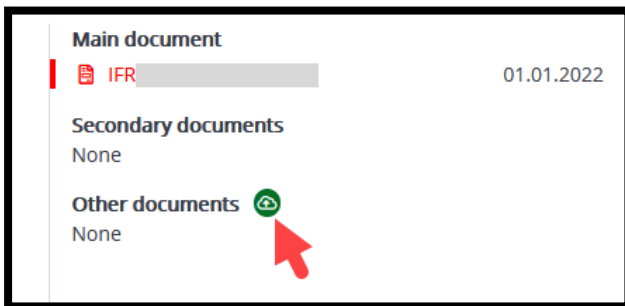 Main document
IFR
01.01.2022
Secondary documents
None
Other documents
None